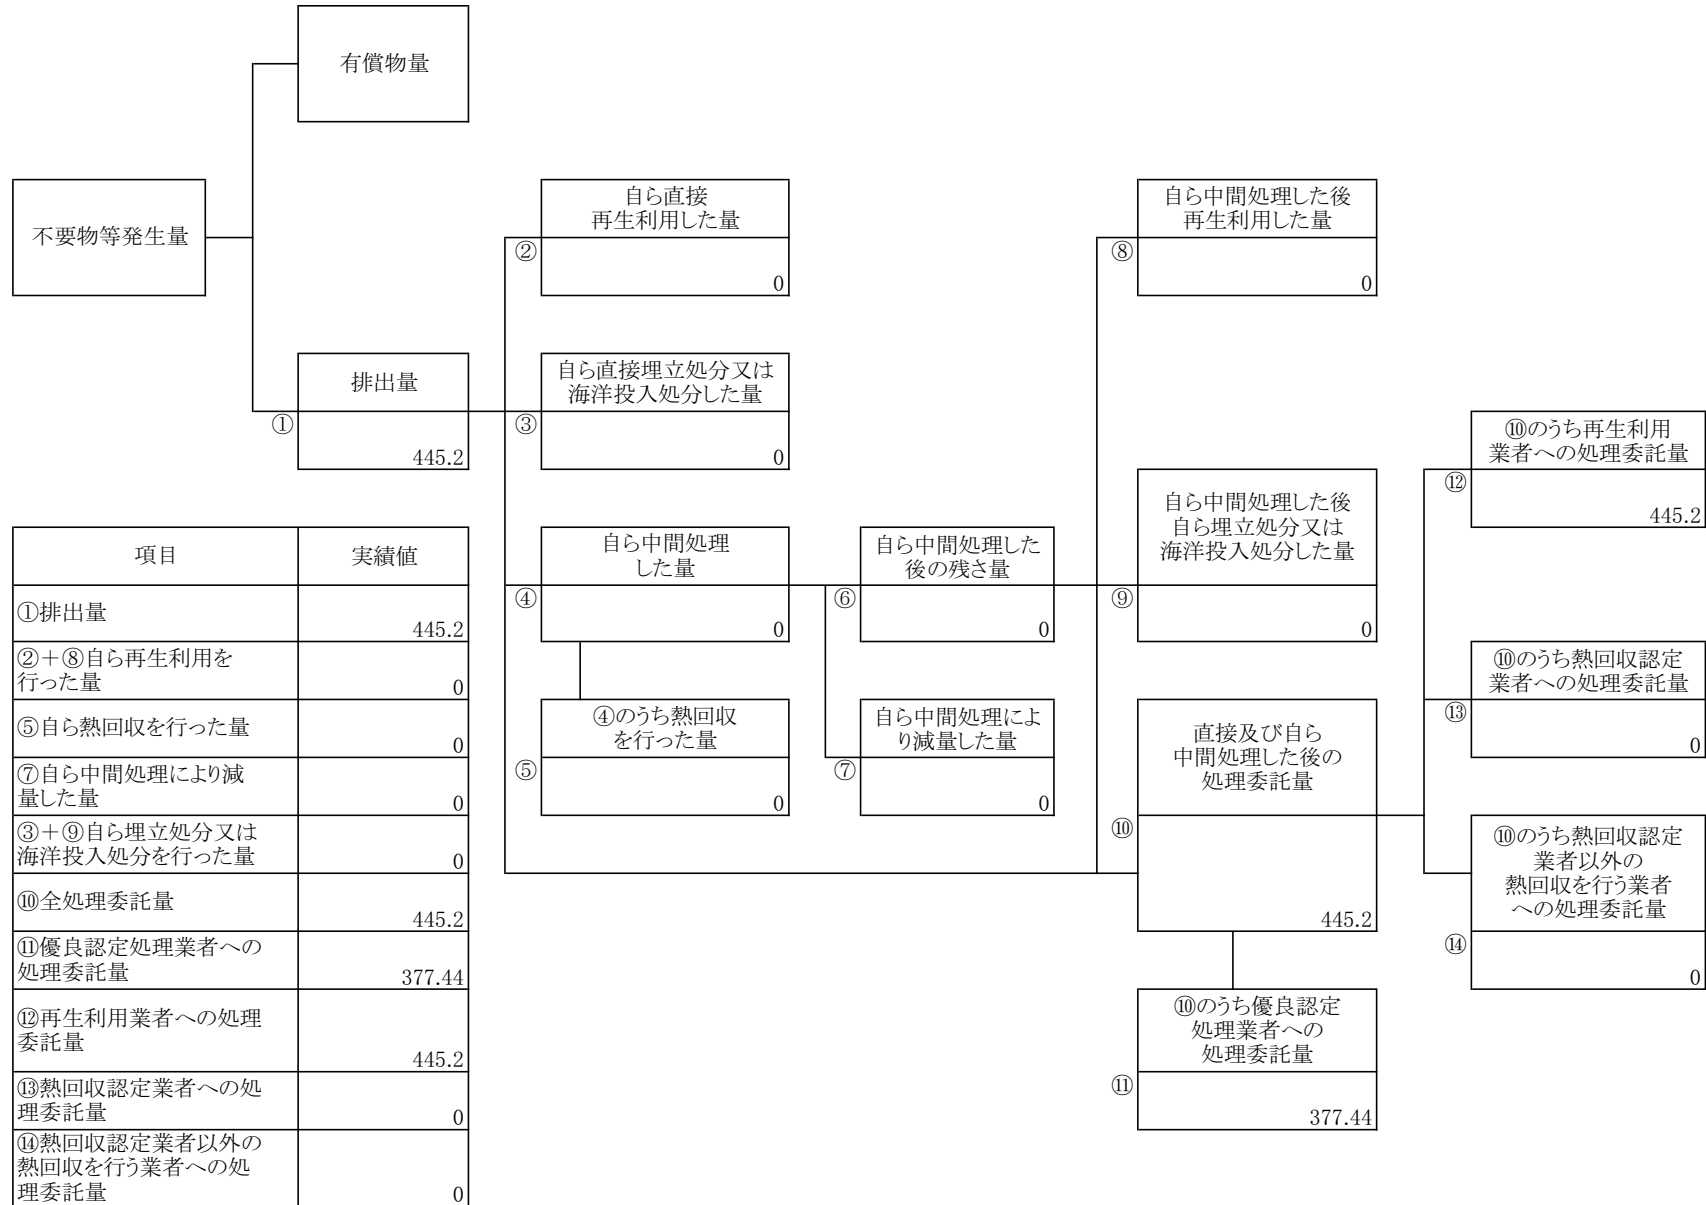 有償物量
不要物等発生量
自ら直接
再生利用した量
②
0
自ら中間処理した後
再生利用した量
⑧
0
排出量
①
445.2
自ら直接埋立処分又は
海洋投入処分した量
③
0
⑩のうち再生利用
業者への処理委託量
⑫
445.2
自ら中間処理
した量
④
0
自ら中間処理した
後の残さ量
⑥
0
自ら中間処理した後
自ら埋立処分又は
海洋投入処分した量
⑨
0
⑩のうち熱回収認定
業者への処理委託量
⑬
0
④のうち熱回収
を行った量
⑤
0
自ら中間処理によ
り減量した量
⑦
0
直接及び自ら
中間処理した後の
処理委託量
⑩
445.2
⑩のうち熱回収認定
業者以外の
熱回収を行う業者
への処理委託量
⑭
0
⑩のうち優良認定
処理業者への
処理委託量
⑪
377.44
項目
実績値
①排出量
445.2
②＋⑧自ら再生利用を
行った量
0
⑤自ら熱回収を行った量
0
⑦自ら中間処理により減
量した量
0
③＋⑨自ら埋立処分又は
海洋投入処分を行った量
0
⑩全処理委託量
445.2
⑪優良認定処理業者への
処理委託量
377.44
⑫再生利用業者への処理
委託量
445.2
⑬熱回収認定業者への処
理委託量
0
⑭熱回収認定業者以外の
熱回収を行う業者への処
理委託量
0